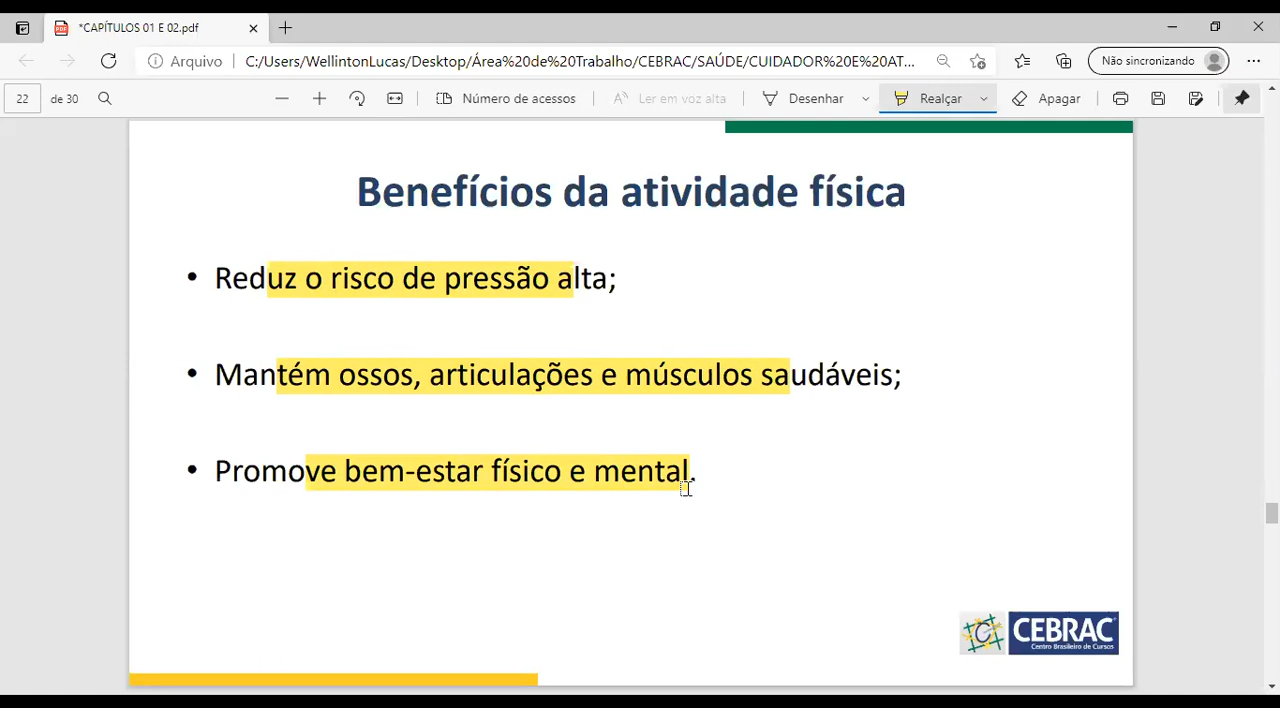 *CAPÍTULOS 01 E 02.pdf
Arquivo
C:/Users/WellintonLucas/Desktop/Área%20de%20Trabalho/CEBRAC/SAÚDE/CUIDADOR%20E%20AT...
Não sincronizando
22 de 30
Número de acessos
Ler em voz alta
Desenhar
Realçar
Apagar
Benefícios da atividade física
• Reduz o risco de pressão alta;
• Mantém ossos, articulações e músculos saudáveis;
• Promove bem-estar físico e mental.
CEBRAC
Centro Brasileiro de Cursos